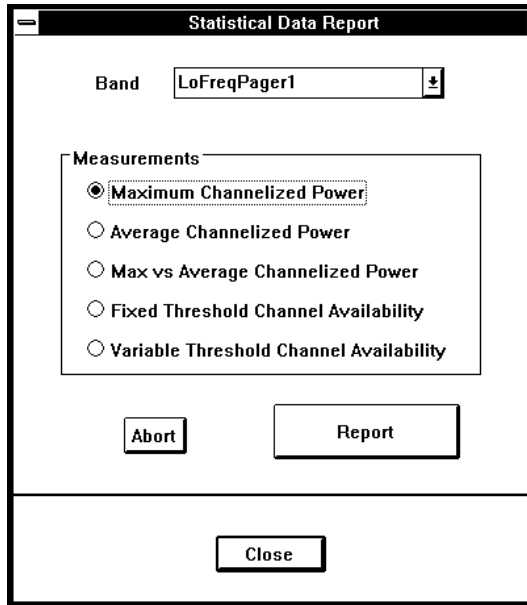 Statistical Data Report
Band LoFreqPager1
Measurements
Maximum Channelized Power
Average Channelized Power
Max vs Average Channelized Power
Fixed Threshold Channel Availability
Variable Threshold Channel Availability
Abort Report
Close